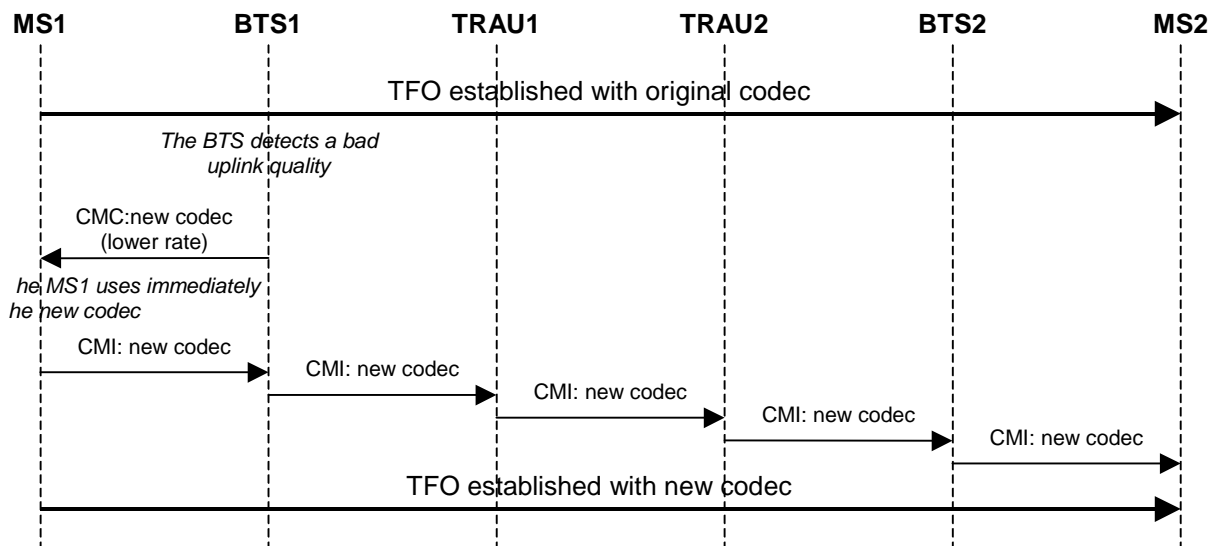 MS1 BTS1 TRAU1 TRAU2 BTS2 MS2
TFO established with original codec
The BTS detects a bad
uplink quality
CMC:new codec
(lower rate)
he MS1 uses immediately
he new codec
CMI: new codec
CMI: new codec
CMI: new codec
CMI: new codec
CMI: new codec
TFO established with new codec